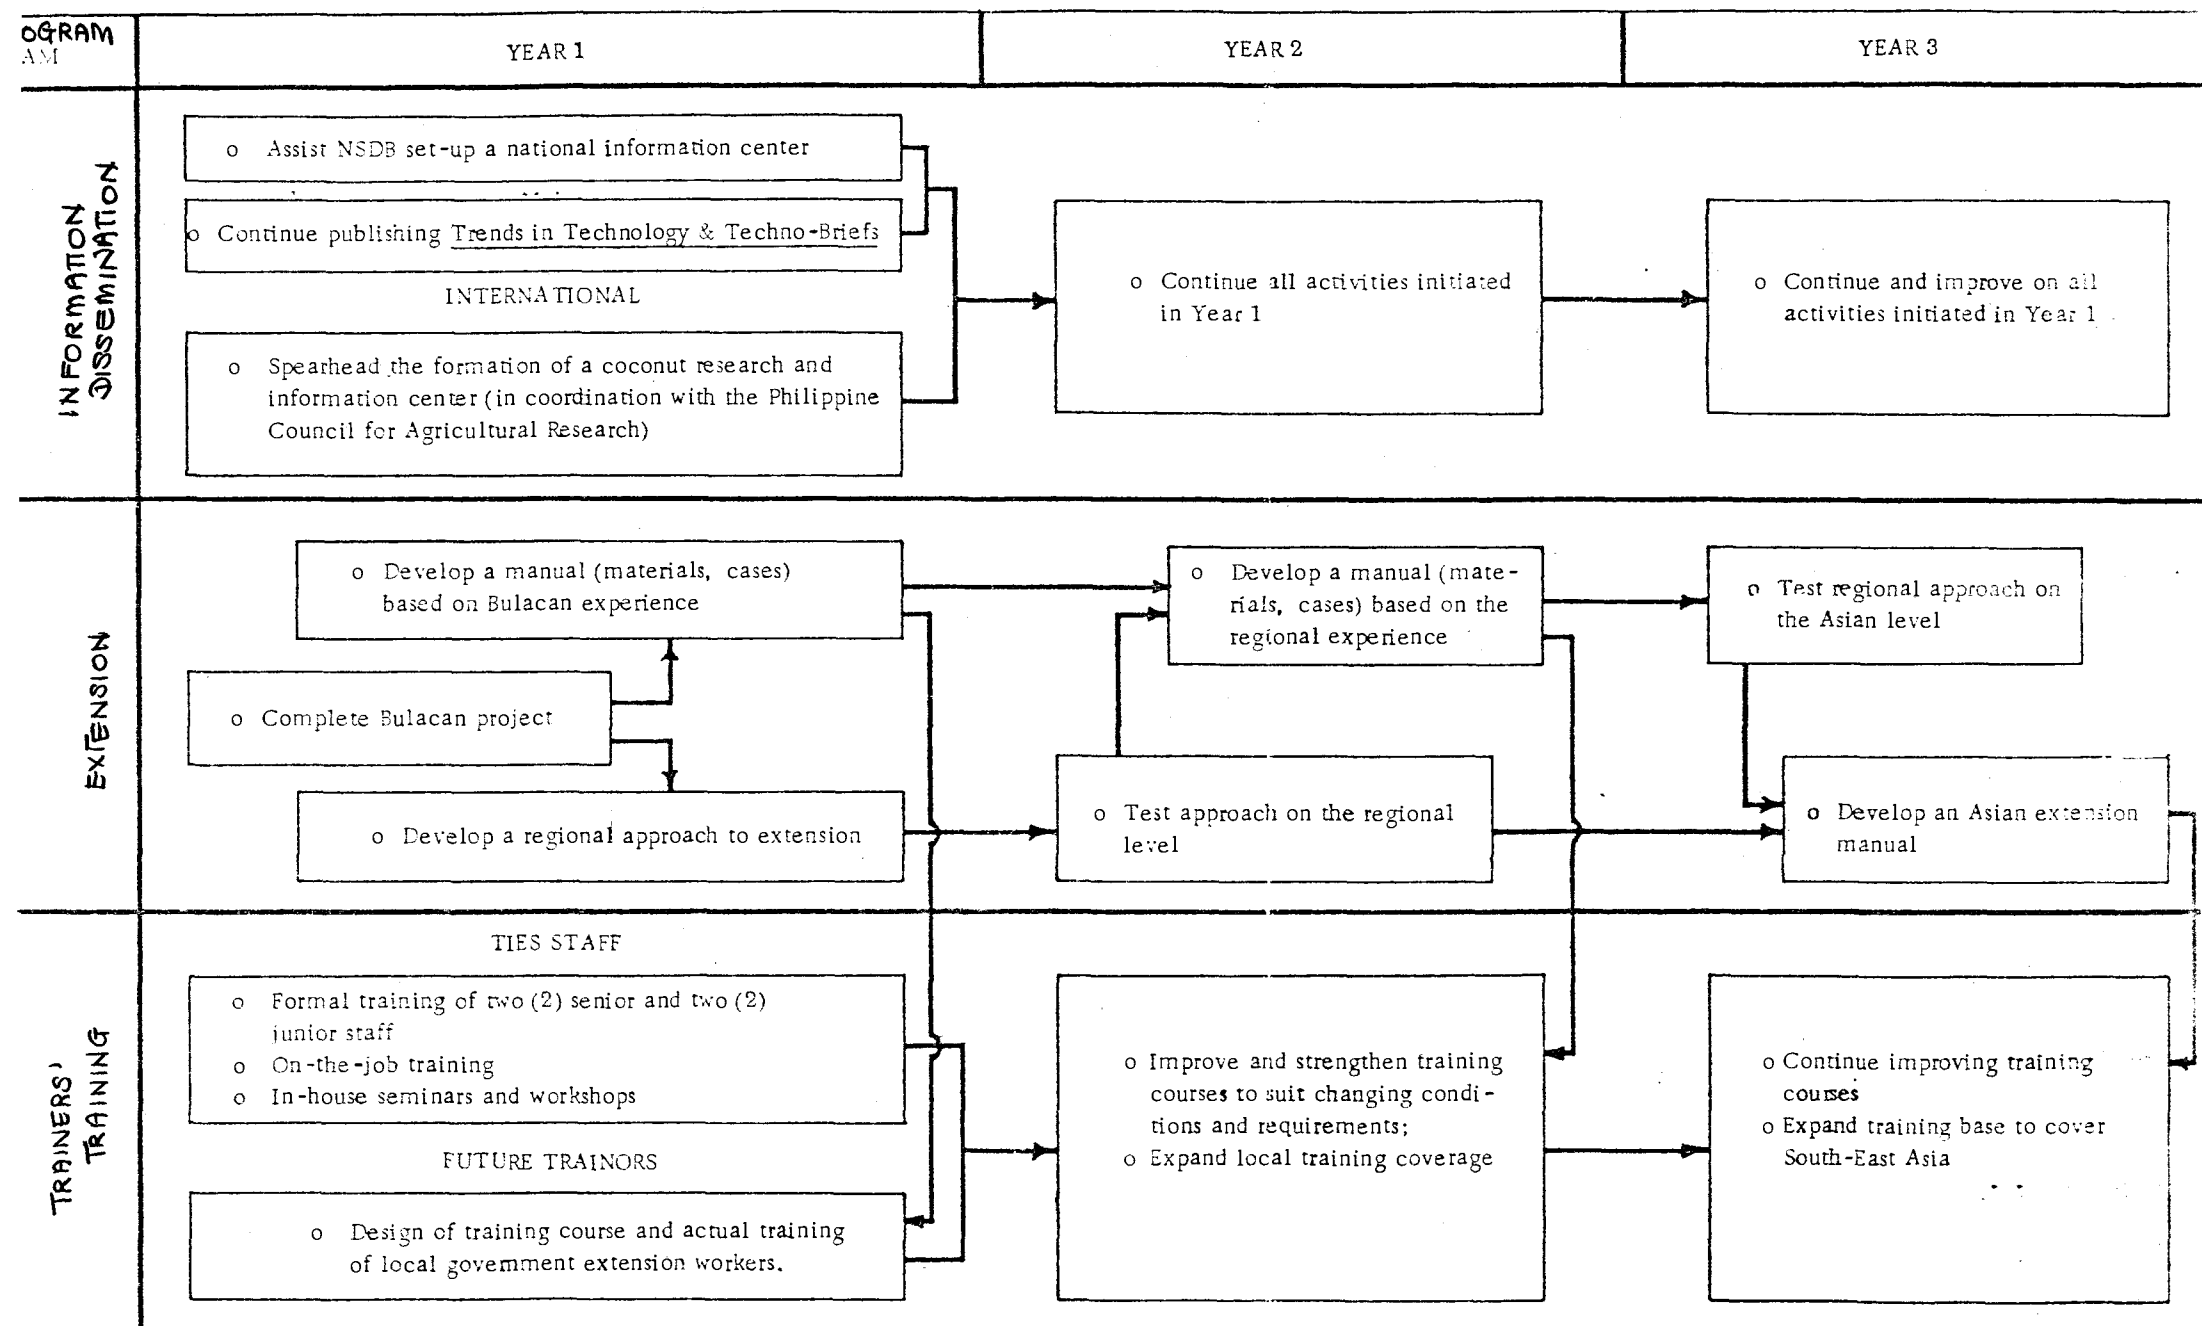 OGRAM
AM
YEAR 1
YEAR 2
YEAR 3
INFORMATION
DISSEMINATION
o Assist NSDB set-up a national information center
o Continue publishing Trends in Technology & Techno-Briefs
INTERNATIONAL
o Spearhead the formation of a coconut research and
information center (in coordination with the Philippine
Council for Agricultural Research)
o Continue all activities initiated
in Year 1
o Continue and improve on all
activities initiated in Year 1
EXTENSION
o Develop a manual (materials, cases)
based on Bulacan experience
o Complete Bulacan project
o Develop a regional approach to extension
o Develop a manual (mate-
rials, cases) based on the
regional experience
o Test approach on the regional
level
o Test regional approach on
the Asian level
o Develop an Asian extension
manual
TRAINERS'
TRAINING
TIES STAFF
o Formal training of two (2) senior and two (2)
junior staff
o On-the-job training
o In-house seminars and workshops
FUTURE TRAINORS
o Design of training course and actual training
of local government extension workers.
o Improve and strengthen training
courses to suit changing condi-
tions and requirements;
o Expand local training coverage
o Continue improving training
courses
o Expand training base to cover
South-East Asia